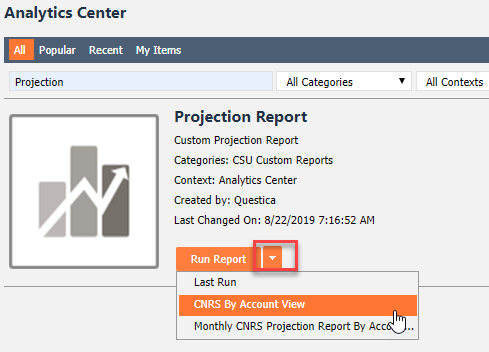 Analytics Center
All Popular Recent My Items
Projection All Categories All Contexts
Projection Report
Custom Projection Report
Categories: CSU Custom Reports
Context: Analytics Center
Created by: Questica
Last Changed On: 8/22/2019 7:16:52 AM
Run Report
Last Run
CNRS By Account View
Monthly CNRS Projection Report By